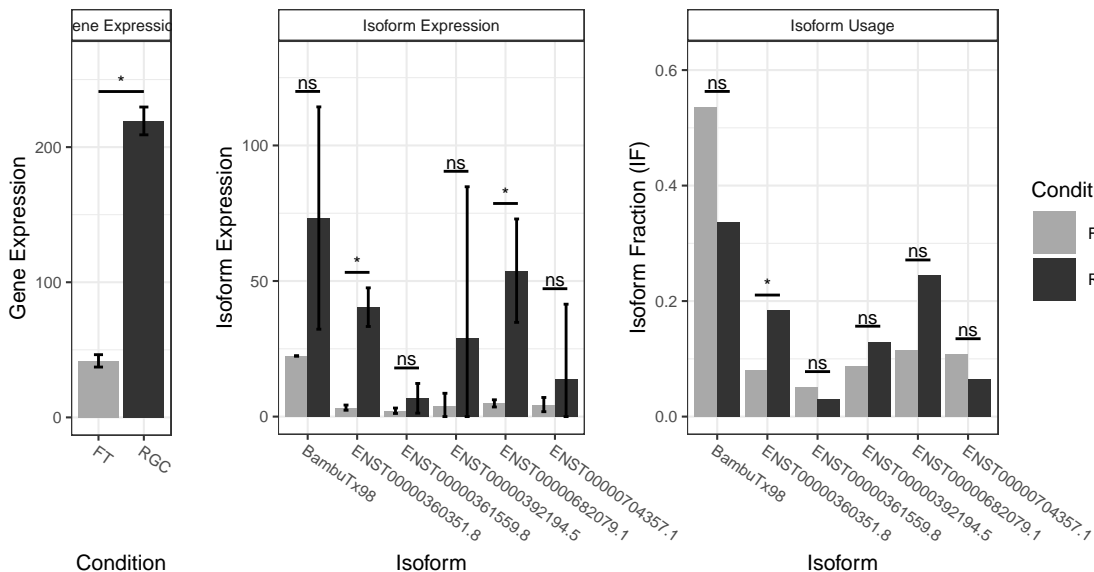 ene Expressio
Isoform Expression
Isoform Usage
Gene Expression
0
100
200
*
FT
RGC
Condition
Isoform Expression
0
50
100
ns
*
ns
ns
*
ns
BambuTx98
ENST00000360351.8
ENST00000361559.8
ENST00000392194.5
ENST00000682079.1
ENST00000704357.1
Isoform
Isoform Fraction (IF)
0.0
0.2
0.4
0.6
ns
*
ns
ns
ns
ns
BambuTx98
ENST00000360351.8
ENST00000361559.8
ENST00000392194.5
ENST00000682079.1
ENST00000704357.1
Isoform
Condit
F
R